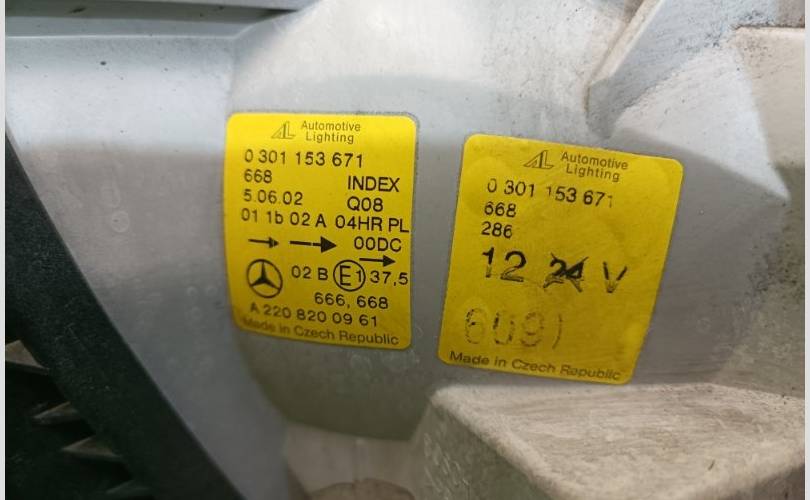 Automotive
Lighting
0 301 153 671
668
INDEX
5.06.02 Q08
01 1b 02 A 04HR PL
00DC
02 B E1 37,5
666, 668
A 220 820 09 61
Made in Czech Republic
Automotive
Lighting
0 301 153 671
668
286
12 24 V
Made in Czech Republic